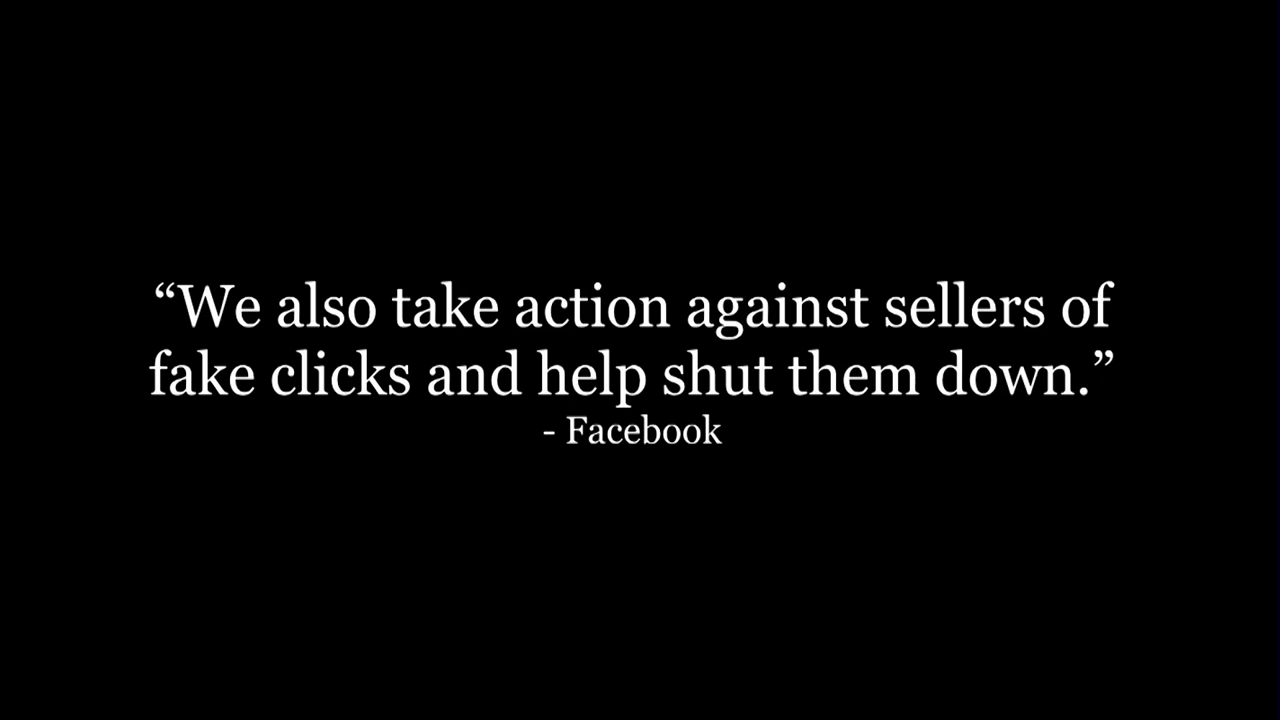 “We also take action against sellers of
fake clicks and help shut them down.”
- Facebook